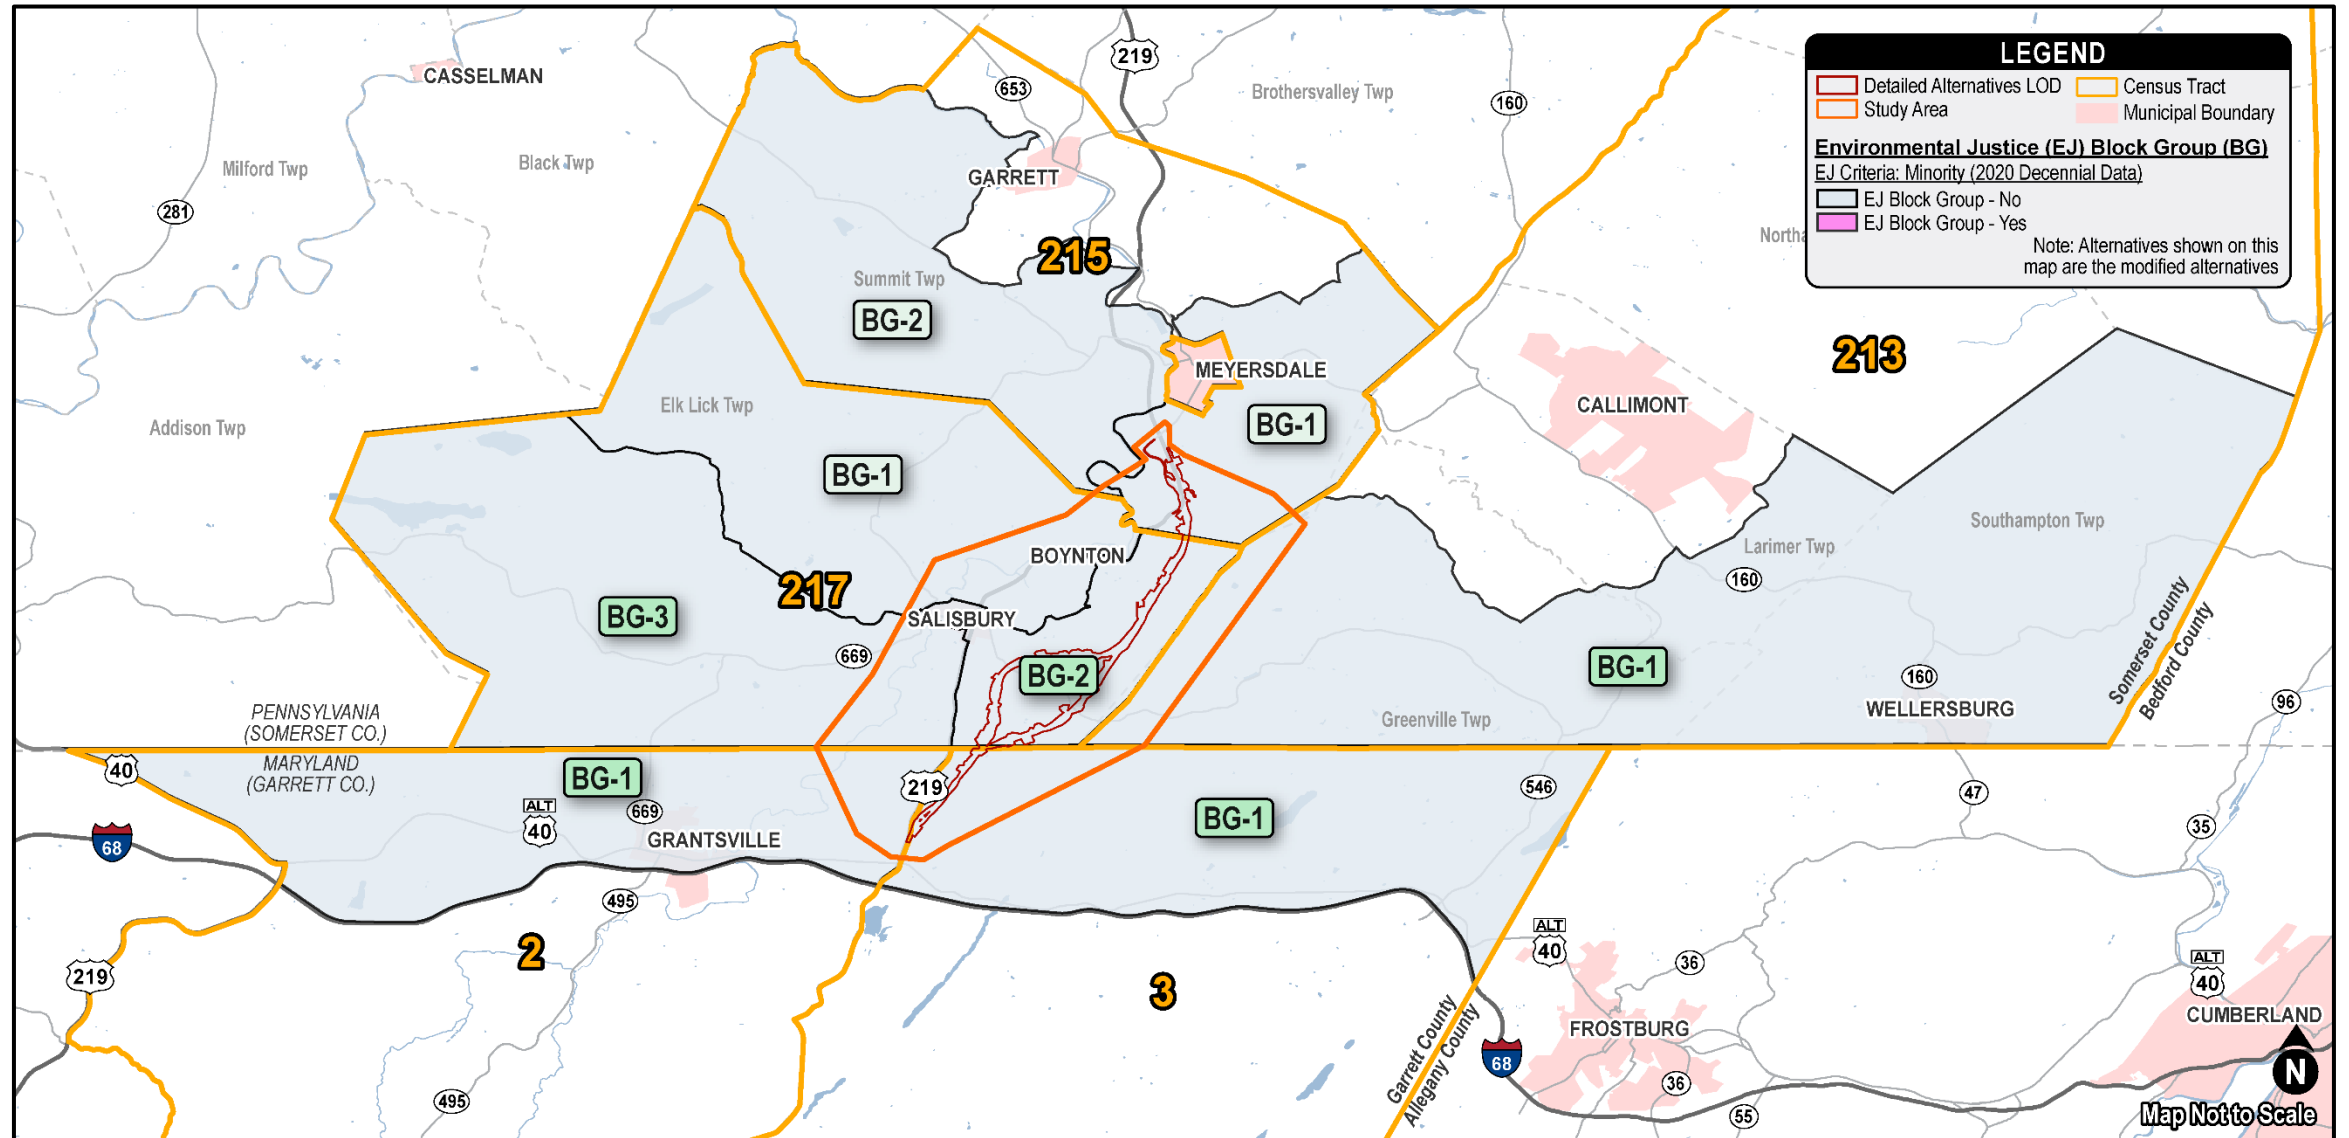 CASSELMAN
219
653
Brothersvalley Twp
160
LEGEND
Detailed Alternatives LOD
Census Tract
Study Area
Municipal Boundary
Environmental Justice (EJ) Block Group (BG)
EJ Criteria: Minority (2020 Decennial Data)
EJ Block Group - No
EJ Block Group - Yes
Note: Alternatives shown on this
map are the modified alternatives
Milford Twp
Black Twp
GARRETT
281
215
Summit Twp
BG-2
213
MEYERSDALE
CALLIMONT
Addison Twp
Elk Lick Twp
BG-1
BG-1
Southampton Twp
BOYNTON
Larimer Twp
160
217
BG-3
SALISBURY
669
BG-2
BG-1
160
WELLERSBURG
Greenville Twp
Somerset County
Bedford County
96
PENNSYLVANIA
(SOMERSET CO.)
MARYLAND
(GARRETT CO.)
40
BG-1
669
ALT
40
GRANTSVILLE
68
219
BG-1
546
47
35
495
2
219
3
ALT
40
36
ALT
40
CUMBERLAND
FROSTBURG
Garrett County
Allegany County
68
36
55
495
N
Map Not to Scale